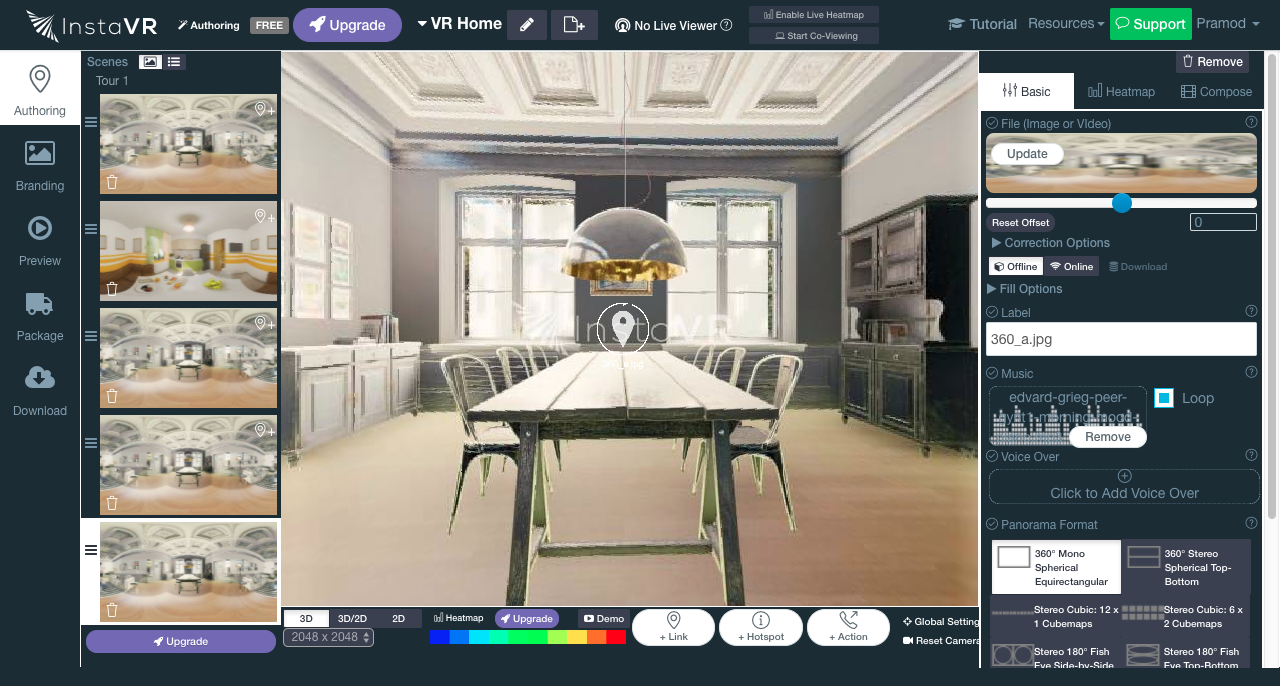 InstaVR
Authoring
FREE
Upgrade
VR Home
No Live Viewer
Enable Live Heatmap
Start Co-Viewing
Tutorial
Resources
Support
Pramod
Scenes
Tour 1
Authoring
Branding
Preview
Package
Download
Upgrade
InstaVR
3D
3D/2D
2D
2048 x 2048
Heatmap
Upgrade
Demo
+ Link
+ Hotspot
+ Action
Global Setting
Reset Camera
Remove
Basic
Heatmap
Compose
File (Image or VIdeo)
Update
Reset Offset
0
Correction Options
Offline
Online
Download
Fill Options
Label
360_a.jpg
Music
edvard-grieg-peer-
gynt1-morning-mood-
Remove
Loop
Voice Over
Click to Add Voice Over
Panorama Format
360° Mono
Spherical
Equirectangular
360° Stereo
Spherical Top-
Bottom
Stereo Cubic: 12 x
1 Cubemaps
Stereo Cubic: 6 x
2 Cubemaps
Stereo 180° Fish
Eye Side-by-Side
Stereo 180° Fish
Eye Top-Bottom